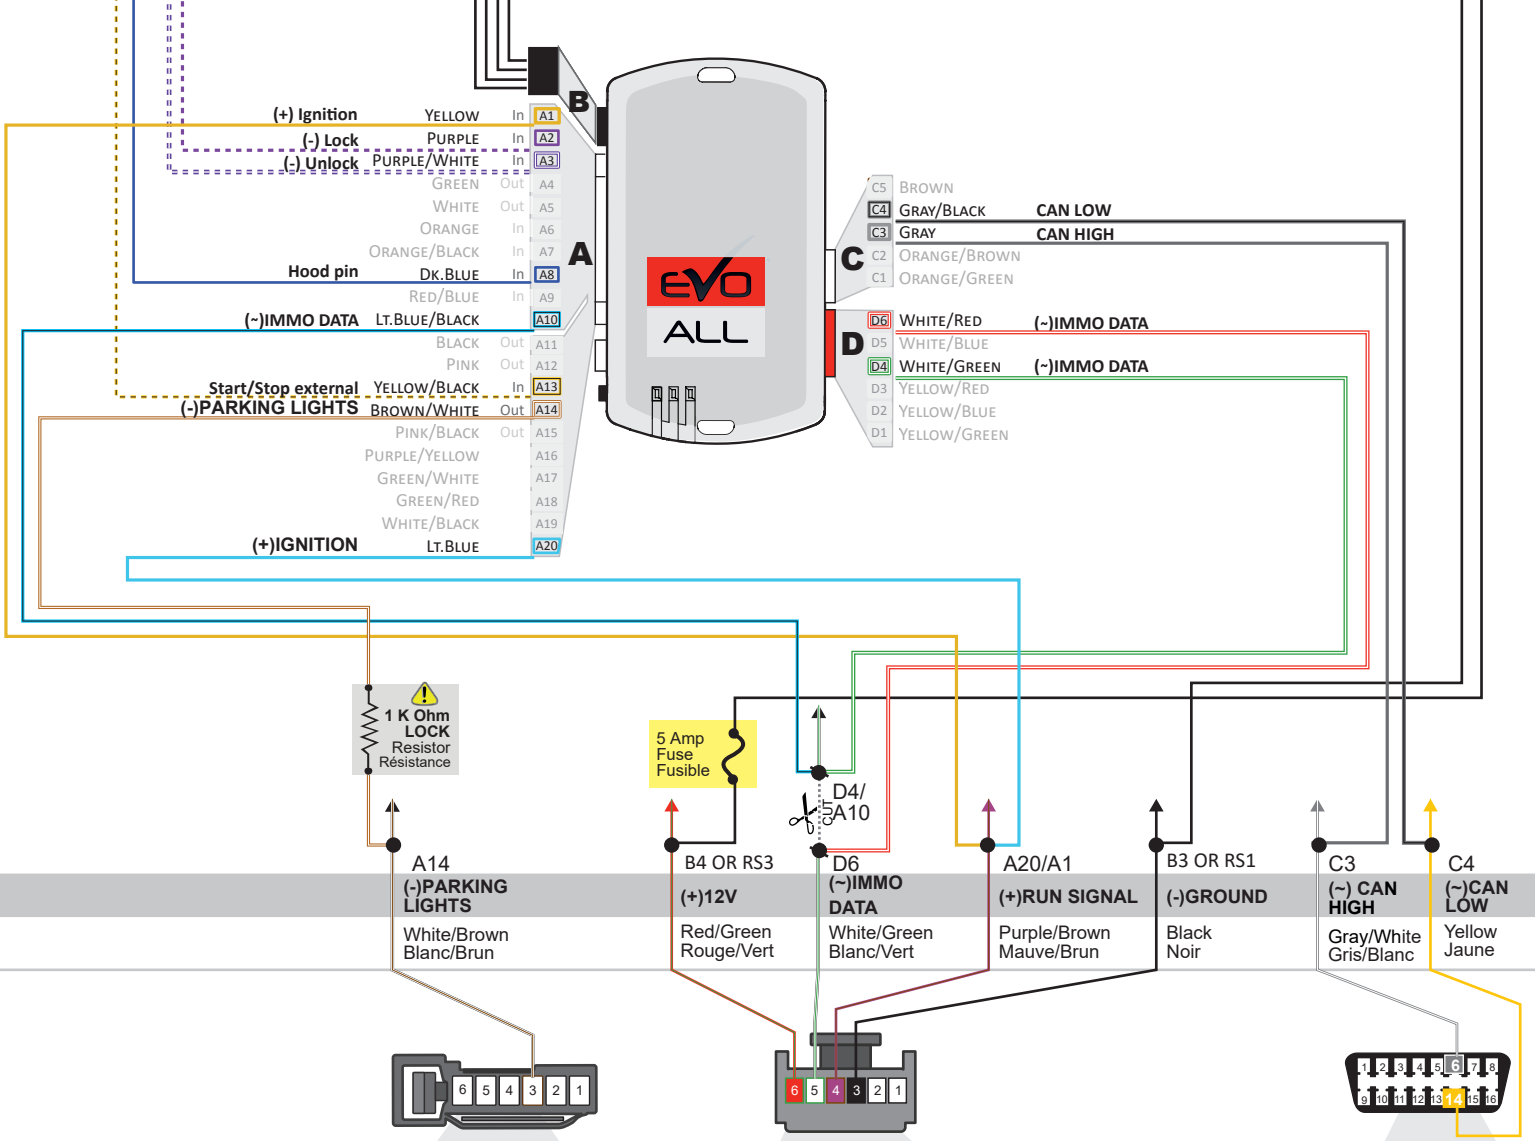 B
(+) Ignition YELLOW In A1
(-) Lock PURPLE In A2
(-) Unlock PURPLE/WHITE In A3
GREEN Out A4
WHITE Out A5
ORANGE In A6
ORANGE/BLACK In A7
Hood pin DK.BLUE In A8
RED/BLUE In A9
(~)IMMO DATA LT.BLUE/BLACK A10
BLACK Out A11
PINK Out A12
Start/Stop external YELLOW/BLACK In A13
(-)PARKING LIGHTS BROWN/WHITE Out A14
PINK/BLACK Out A15
PURPLE/YELLOW A16
GREEN/WHITE A17
GREEN/RED A18
WHITE/BLACK A19
(+)IGNITION LT.BLUE A20
A
EVO
ALL
C
C5 BROWN
C4 GRAY/BLACK CAN LOW
C3 GRAY CAN HIGH
C2 ORANGE/BROWN
C1 ORANGE/GREEN
D
D6 WHITE/RED (~)IMMO DATA
D5 WHITE/BLUE
D4 WHITE/GREEN (~)IMMO DATA
D3 YELLOW/RED
D2 YELLOW/BLUE
D1 YELLOW/GREEN
1 K Ohm
LOCK
Resistor
Résistance
5 Amp
Fuse
Fusible
CUT
D4/
A10
A14
(-)PARKING
LIGHTS
White/Brown
Blanc/Brun
B4 OR RS3
(+)12V
Red/Green
Rouge/Vert
D6
(~)IMMO
DATA
White/Green
Blanc/Vert
A20/A1
(+)RUN SIGNAL
Purple/Brown
Mauve/Brun
B3 OR RS1
(-)GROUND
Black
Noir
C3
(~) CAN
HIGH
Gray/White
Gris/Blanc
C4
(~)CAN
LOW
Yellow
Jaune
6 5 4 3 2 1
6 5 4 3 2 1
1 2 3 4 5 6 7 8
9 10 11 12 13 14 15 16